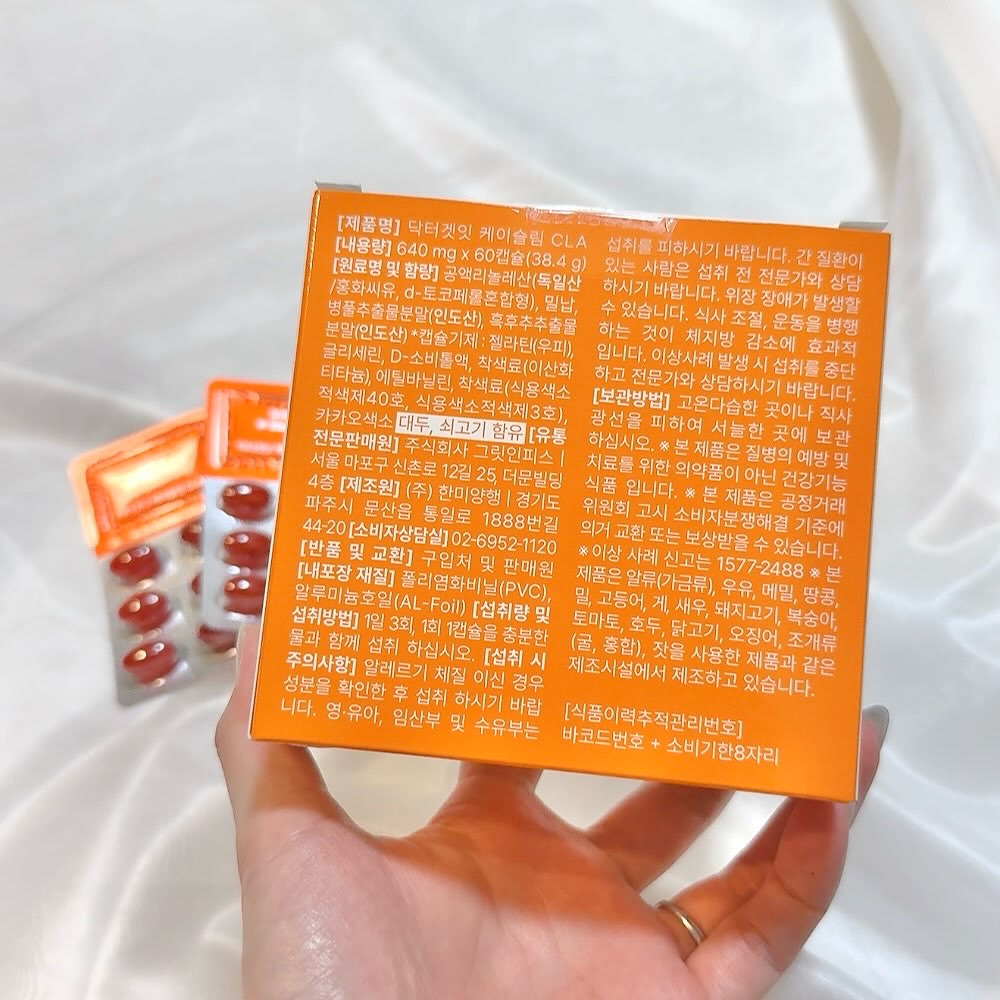 [제품명] 닥터겟잇 케이슬림 CLA
[내용량] 640 mg x 60캡슐(38.4 g)
[원료명 및 함량] 공액리놀레산(독일산
/홍화씨유, d-토코페롤혼합형), 밀납,
병풀추출물분말(인도산), 흑후추추출물
분말(인도산) *캡슐기제 : 젤라틴(우피),
글리세린, D-소비톨액, 착색료(이산화
티타늄), 에틸바닐린, 착색료(식용색소
적색제40호, 식용색소적색제3호),
카카오색소 대두, 쇠고기 함유 [유통
전문판매원] 주식회사 그릿인피스 |
서울 마포구 신촌로 12길 25, 더문빌딩
4층 [제조원] (주) 한미양행 | 경기도
파주시 문산읍 통일로 1888번길
44-20 [소비자상담실] 02-6952-1120
[반품 및 교환] 구입처 및 판매원
[내포장 재질] 폴리염화비닐(PVC),
알루미늄호일(AL-Foil) [섭취량 및
섭취방법] 1일 3회, 1회 1캡슐을 충분한
물과 함께 섭취 하십시오. [섭취 시
주의사항] 알레르기 체질 이신 경우
성분을 확인한 후 섭취 하시기 바랍
니다. 영·유아, 임산부 및 수유부는
섭취를 피하시기 바랍니다. 간 질환이
있는 사람은 섭취 전 전문가와 상담
하시기 바랍니다. 위장 장애가 발생할
수 있습니다. 식사 조절, 운동을 병행
하는 것이 체지방 감소에 효과적
입니다. 이상사례 발생 시 섭취를 중단
하고 전문가와 상담하시기 바랍니다.
[보관방법] 고온다습한 곳이나 직사
광선을 피하여 서늘한 곳에 보관
하십시오. ※ 본 제품은 질병의 예방 및
치료를 위한 의약품이 아닌 건강기능
식품 입니다. ※ 본 제품은 공정거래
위원회 고시 소비자분쟁해결 기준에
의거 교환 또는 보상받을 수 있습니다.
※ 이상 사례 신고는 1577-2488 ※ 본
제품은 알류(가금류), 우유, 메밀, 땅콩,
밀, 고등어, 게, 새우, 돼지고기, 복숭아,
토마토, 호두, 닭고기, 오징어, 조개류
(굴, 홍합), 잣을 사용한 제품과 같은
제조시설에서 제조하고 있습니다.
[식품이력추적관리번호]
바코드번호 + 소비기한8자리